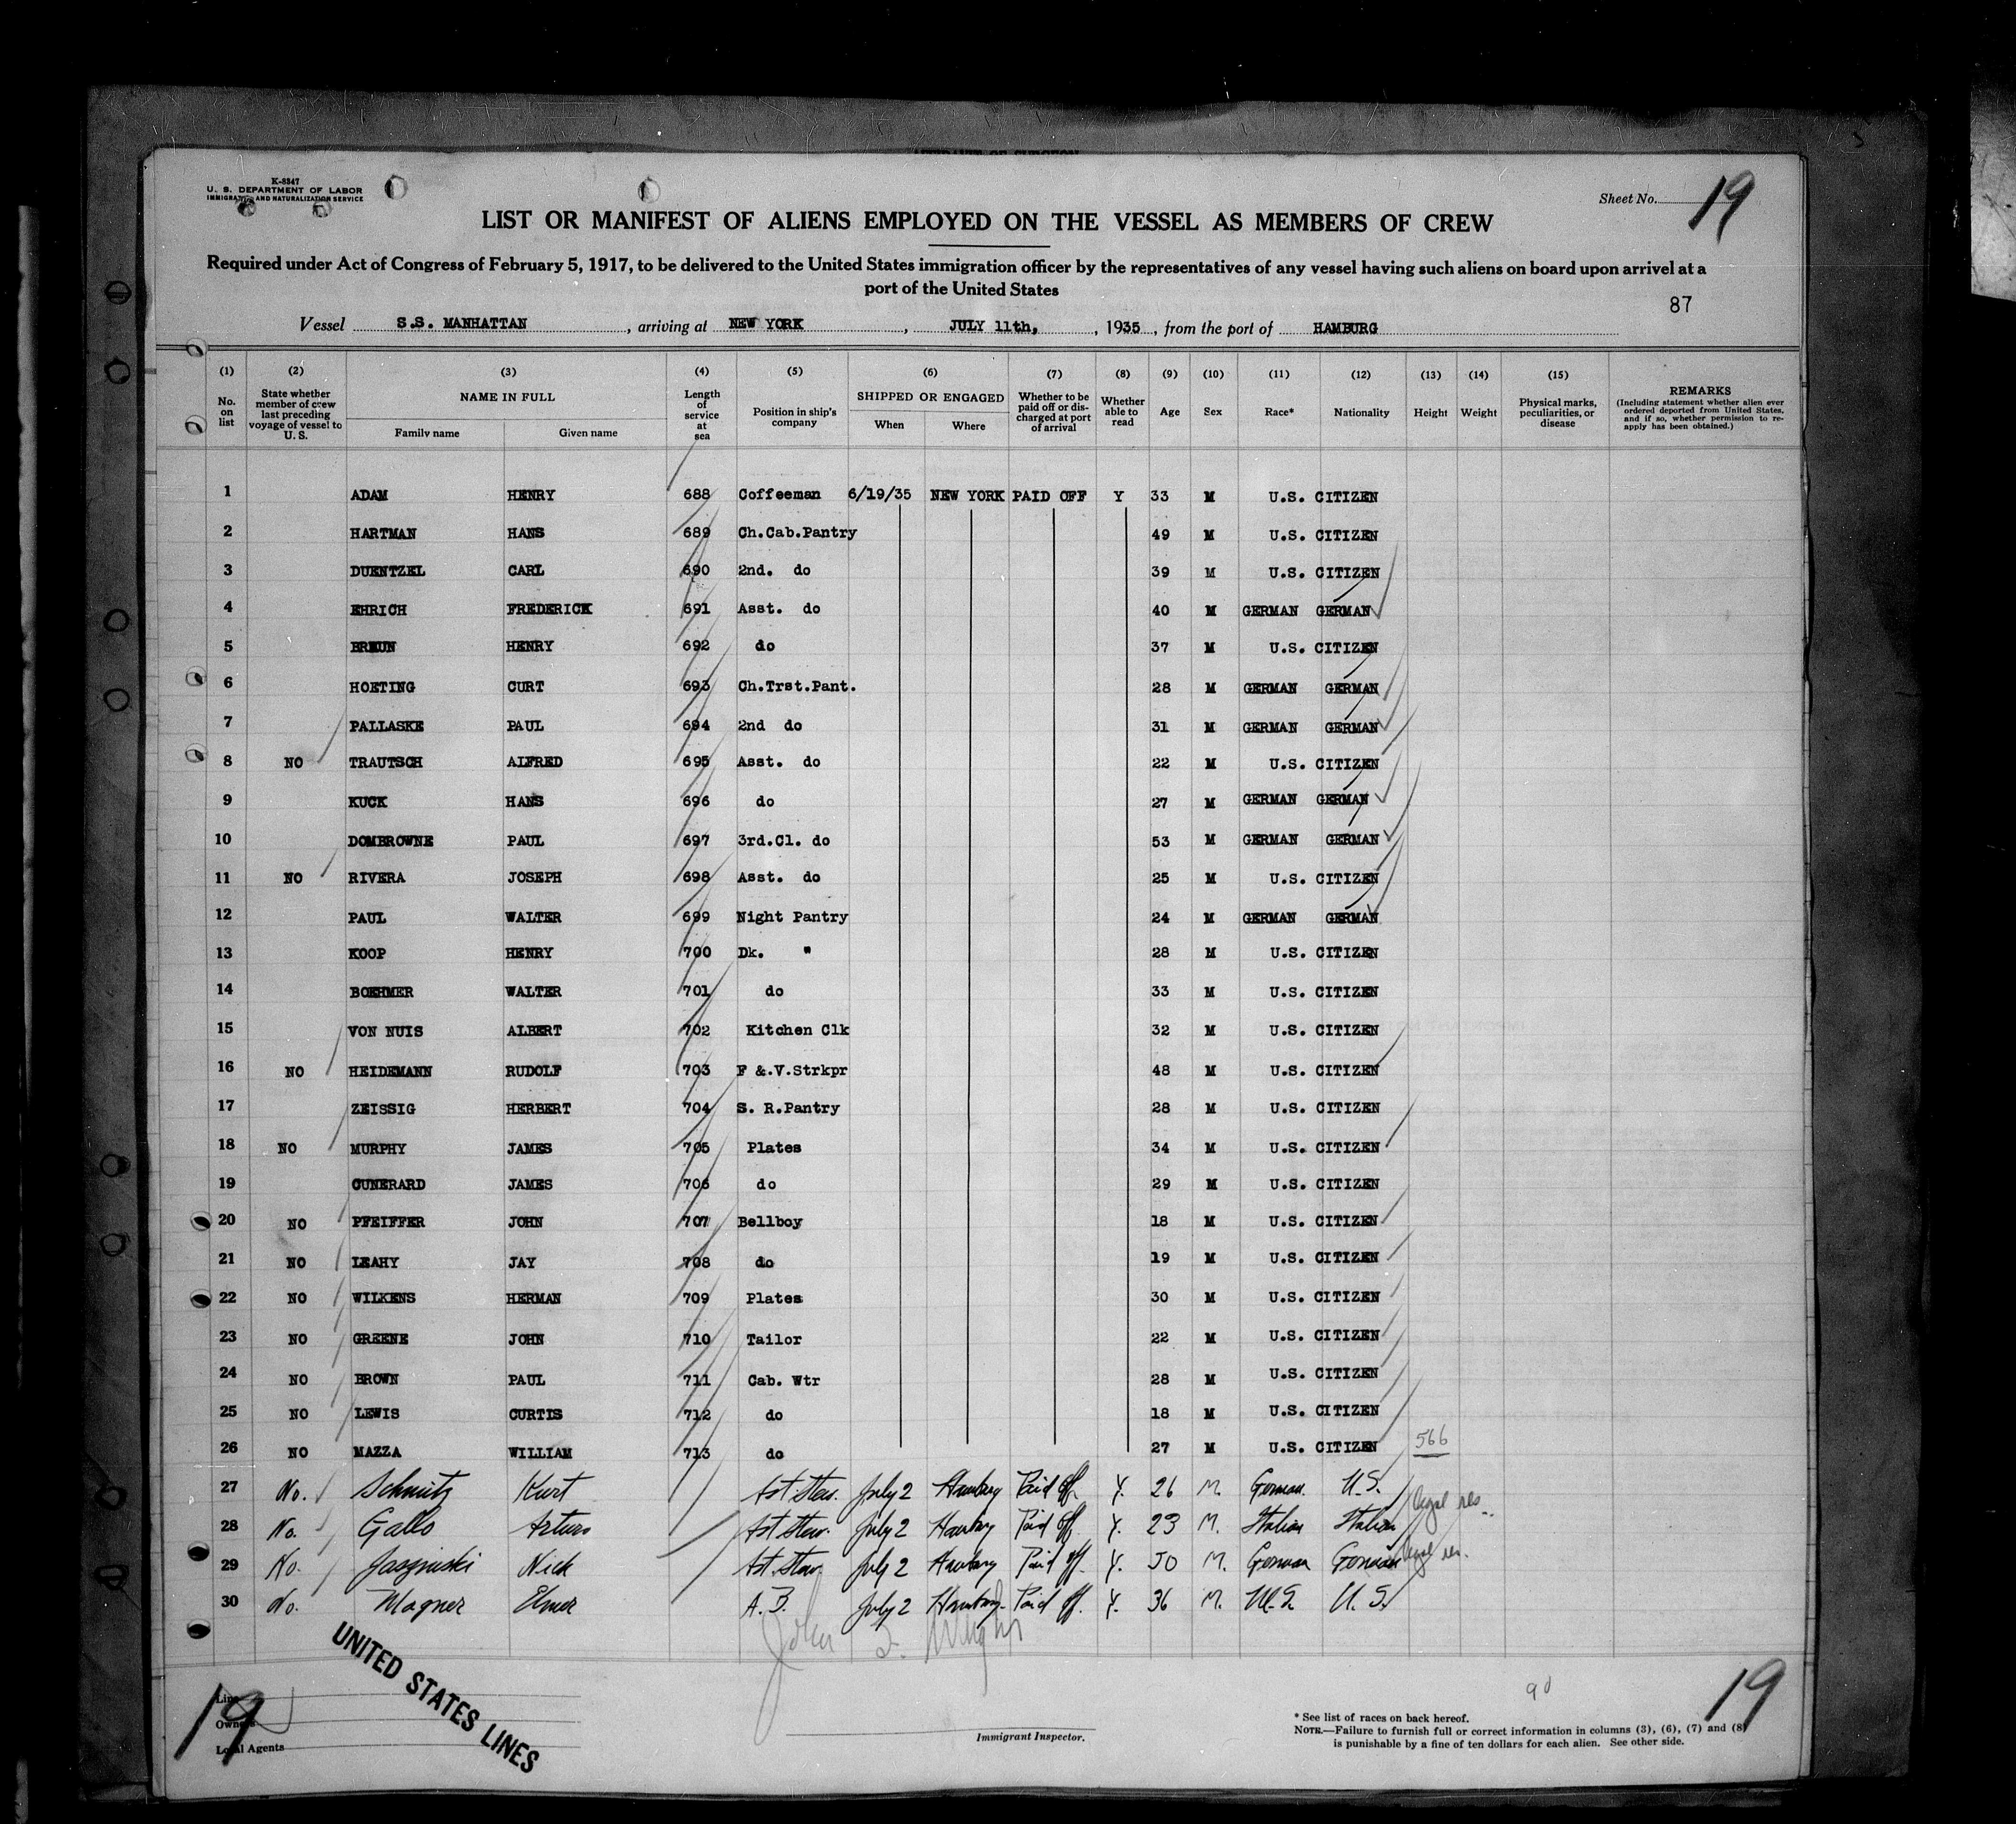 K-8347
U. S. DEPARTMENT OF LABOR
IMMIGRATION AND NATURALIZATION SERVICE
Sheet No. 19
LIST OR MANIFEST OF ALIENS EMPLOYED ON THE VESSEL AS MEMBERS OF CREW
Required under Act of Congress of February 5, 1917, to be delivered to the United States immigration officer by the representatives of any vessel having such aliens on board upon arrival at a
port of the United States
87
Vessel S.S. MANHATTAN, arriving at NEW YORK, JULY 11th, 1935, from the port of HAMBURG
(1) (2) (3) (4) (5) (6) (7) (8) (9) (10) (11) (12) (13) (14) (15)
No. on list State whether member of crew last preceding voyage of vessel to U. S. NAME IN FULL Family name Given name Length of service at sea Position in ship's company SHIPPED OR ENGAGED When Where Whether to be paid off or discharged at port of arrival Whether able to read Age Sex Race* Nationality Height Weight Physical marks, peculiarities, or disease REMARKS (Including statement whether alien ever ordered deported from United States, and if so, whether permission to reapply has been obtained.)
1 ADAM HENRY 688 Coffeeman 6/19/35 NEW YORK PAID OFF Y 33 M U.S. CITIZEN
2 HARTMAN HANS 689 Ch.Cab.Pantry 49 M U.S. CITIZEN
3 DUENTZEL CARL 690 2nd. do 39 M U.S. CITIZEN
4 EHRICH FREDERICK 691 Asst. do 40 M GERMAN GERMAN
5 HENRY 692 do 37 M U.S. CITIZEN
6 HOETING CURT 693 Ch.Trst.Pant. 28 M GERMAN GERMAN
7 PALLASKE PAUL 694 2nd do 31 M GERMAN GERMAN
8 NO TRAUTSCH ALFRED 695 Asst. do 22 M U.S. CITIZEN
9 KUCK HANS 696 do 27 M GERMAN GERMAN
10 DOMBROWNE PAUL 697 3rd.Cl. do 53 M GERMAN GERMAN
11 NO RIVERA JOSEPH 698 Asst. do 25 M U.S. CITIZEN
12 PAUL WALTER 699 Night Pantry 24 M GERMAN GERMAN
13 KOOP HENRY 700 Dk. " 28 M U.S. CITIZEN
14 BOEHMER WALTER 701 do 33 M U.S. CITIZEN
15 VON NUIS ALBERT 702 Kitchen Clk 32 M U.S. CITIZEN
16 NO HEIDEMANN RUDOLF 703 F &.V.Strkpr 48 M U.S. CITIZEN
17 ZEISSIG HERBERT 704 S. R.Pantry 28 M U.S. CITIZEN
18 NO MURPHY JAMES 705 Plates 34 M U.S. CITIZEN
19 JAMES 706 do 29 M U.S. CITIZEN
20 NO PFEIFFER JOHN 707 Bellboy 18 M U.S. CITIZEN
21 NO LEAHY JAY 708 do 19 M U.S. CITIZEN
22 NO WILKENS HERMAN 709 Plates 30 M U.S. CITIZEN
23 NO GREENE JOHN 710 Tailor 22 M U.S. CITIZEN
24 NO BROWN PAUL 711 Cab. Wtr 28 M U.S. CITIZEN
25 NO LEWIS CURTIS 712 do 18 M U.S. CITIZEN
26 NO MAZZA WILLIAM 713 do 27 M U.S. CITIZEN 566
27 No. Schmitz Kurt Ast Stew. July 2 Hamburg Paid off Y. 26 M. German U.S.
28 No. Gallo Arturo Ast Stew. July 2 Hamburg Paid off Y. 23 M. Italian Italian legal res.
29 No. Nick Ast. Stew. July 2 Hamburg Paid off Y. 50 M. German German legal res.
30 No. Wagner Elmer A.B. July 2 Hamburg Paid off. Y. 36 M. U.S. U.S.
John Wright
UNITED STATES LINES
19
Line
Owners
Local Agents
Immigrant Inspector.
90
19
* See list of races on back hereof.
NOTE.—Failure to furnish full or correct information in columns (3), (6), (7) and (8)
is punishable by a fine of ten dollars for each alien. See other side.